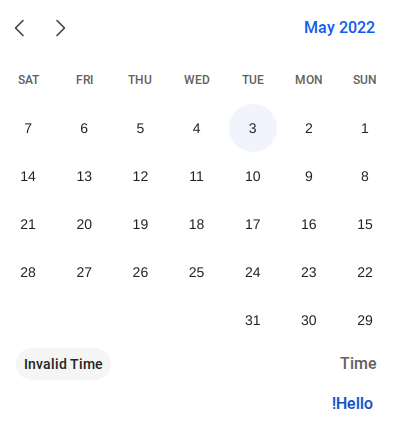 May 2022
SAT FRI THU WED TUE MON SUN
7 6 5 4 3 2 1
14 13 12 11 10 9 8
21 20 19 18 17 16 15
28 27 26 25 24 23 22
31 30 29
Invalid Time Time
!Hello